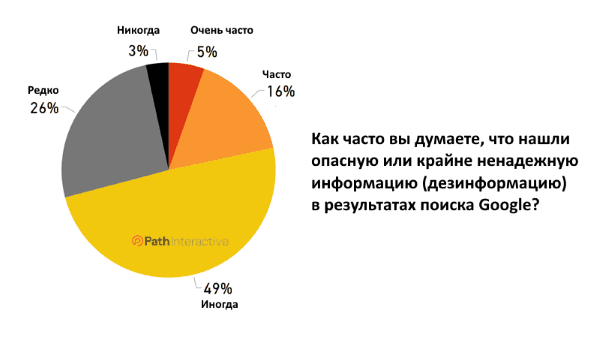 Никогда
3%
Очень часто
5%
Часто
16%
Редко
26%
Как часто вы думаете, что нашли
опасную или крайне ненадежную
информацию (дезинформацию)
в результатах поиска Google?
Path Interactive
49%
Иногда